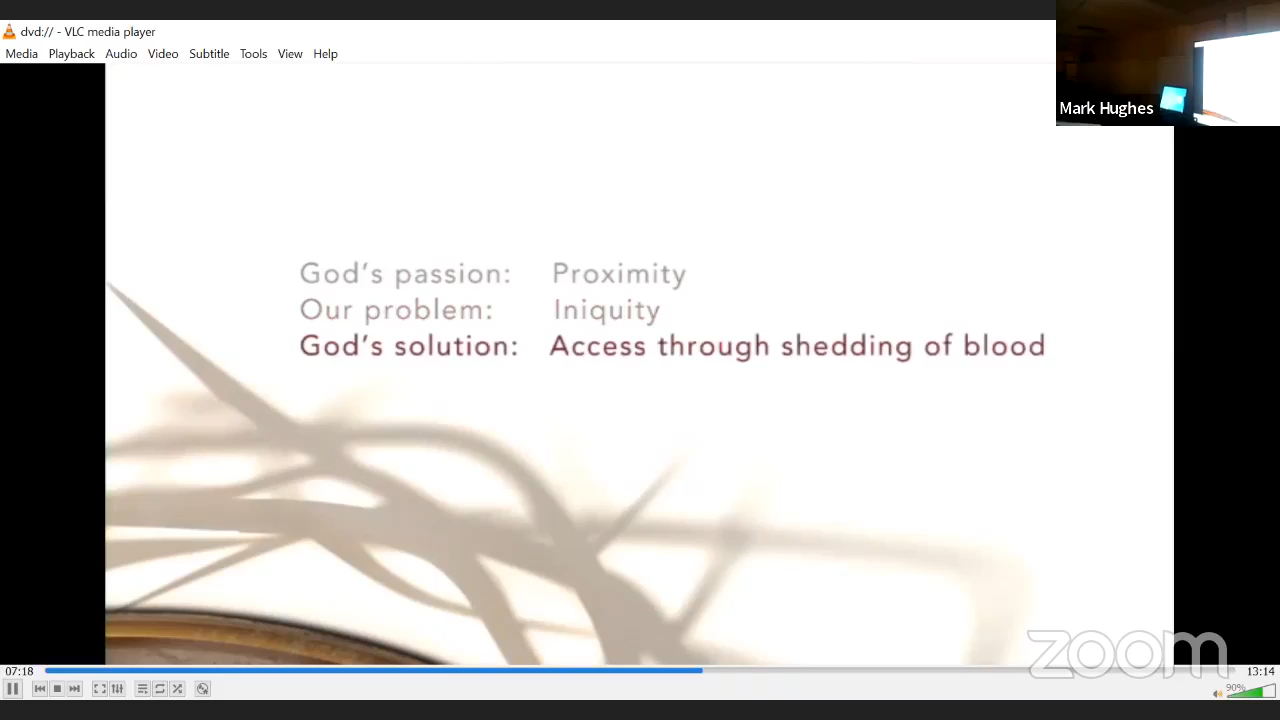 dvd:// - VLC media player
Media Playback Audio Video Subtitle Tools View Help
Mark Hughes
God's passion: Proximity
Our problem: Iniquity
God's solution: Access through shedding of blood
zoom
07:18
13:14
90%